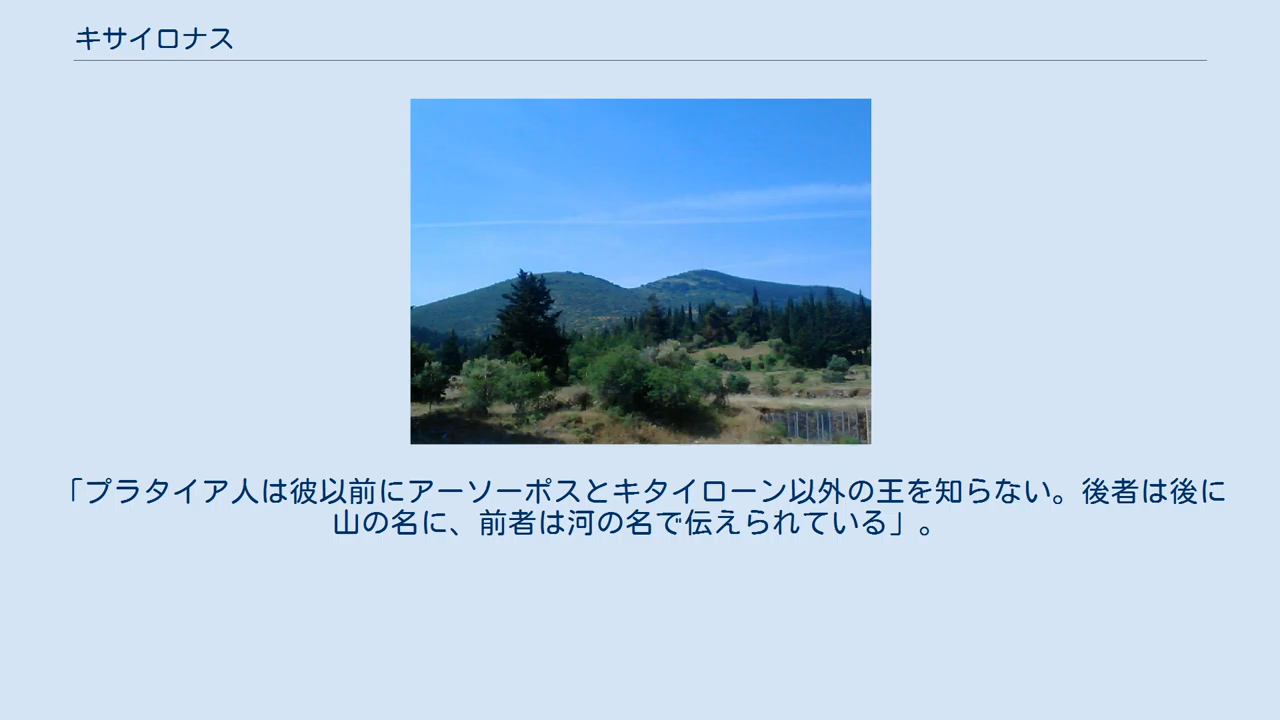 キサイロナス
「プラタイア人は彼以前にアーソーポスとキタイローン以外の王を知らない。後者は後に
山の名に、前者は河の名で伝えられている」。